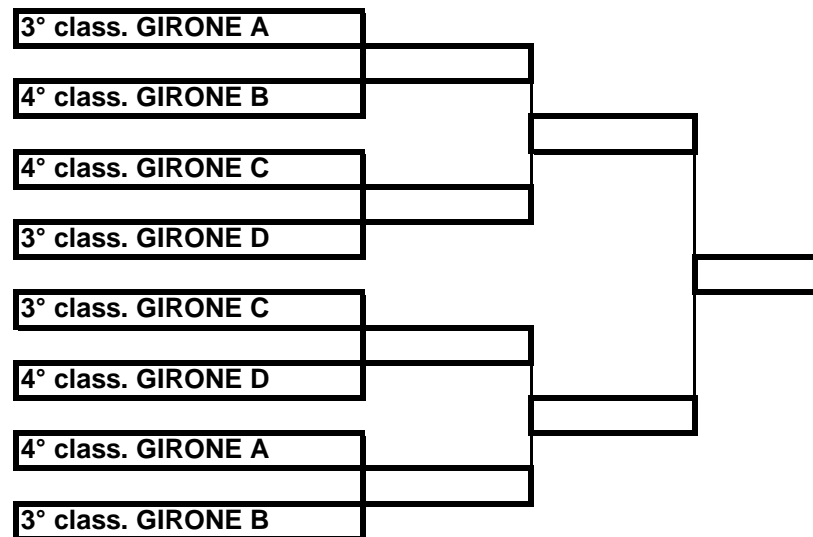 3° class. GIRONE A
4° class. GIRONE B
4° class. GIRONE C
3° class. GIRONE D
3° class. GIRONE C
4° class. GIRONE D
4° class. GIRONE A
3° class. GIRONE B